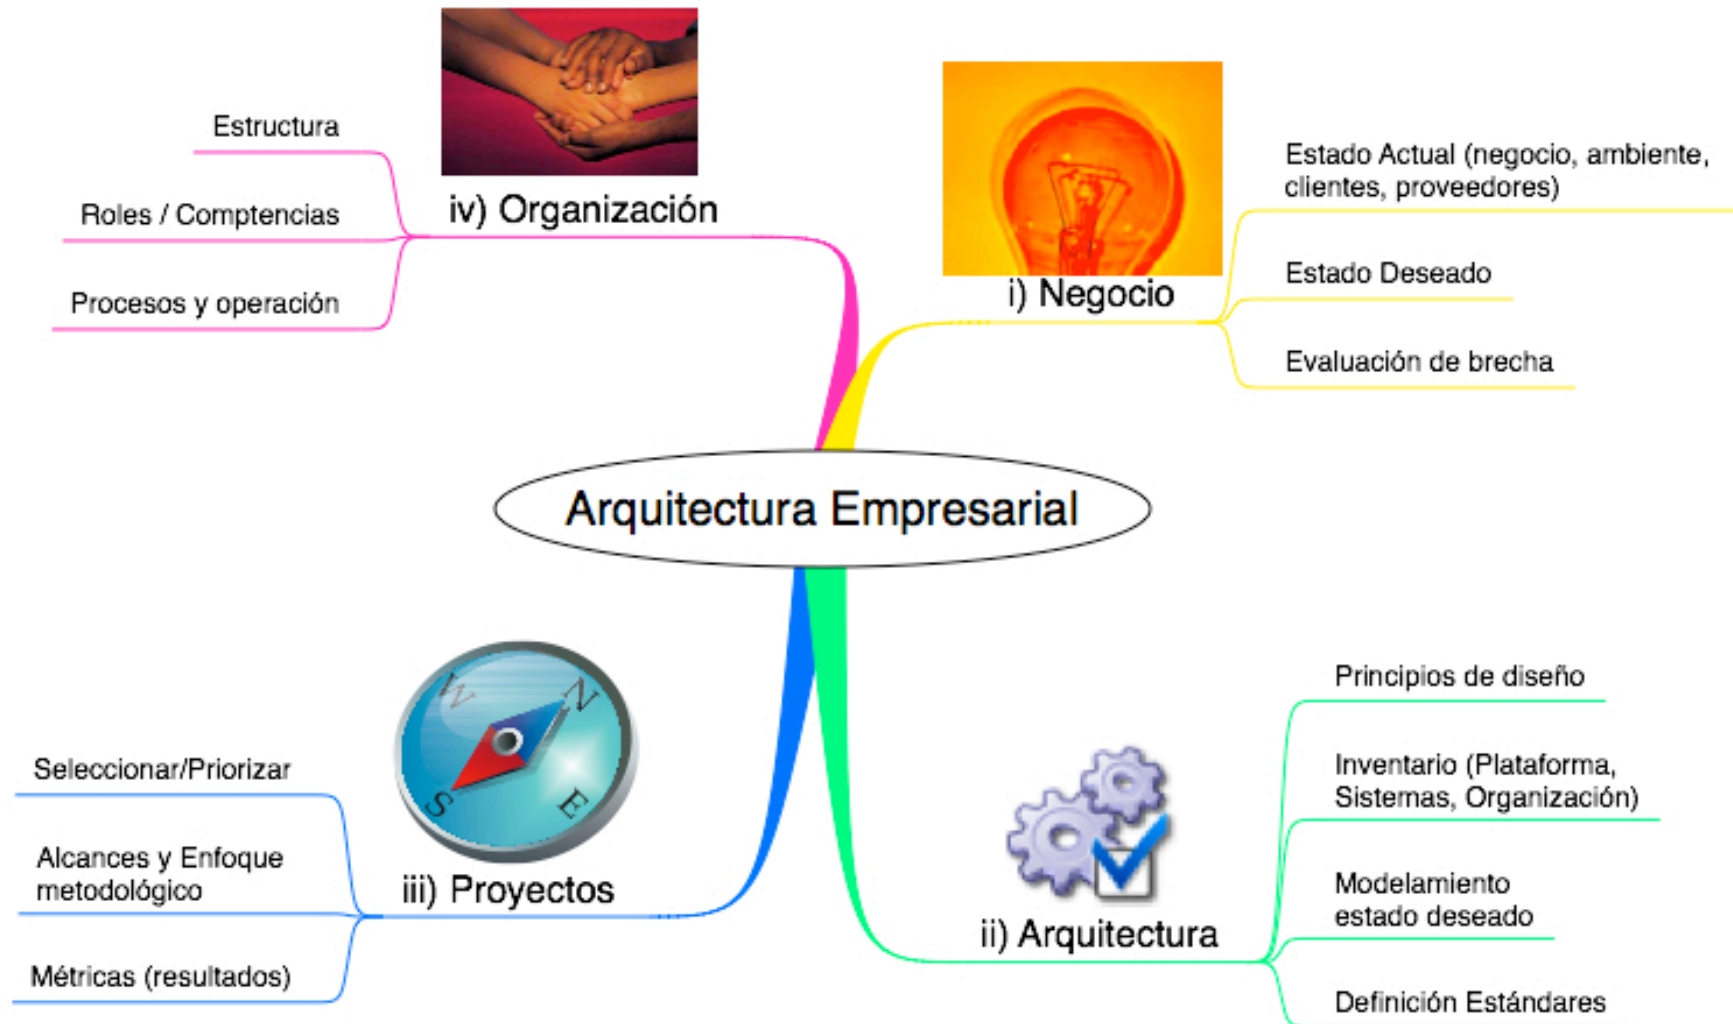 Arquitectura Empresarial
i) Negocio
Estado Actual (negocio, ambiente,
clientes, proveedores)
Estado Deseado
Evaluación de brecha
ii) Arquitectura
Principios de diseño
Inventario (Plataforma,
Sistemas, Organización)
Modelamiento
estado deseado
Definición Estándares
iii) Proyectos
Seleccionar/Priorizar
Alcances y Enfoque
metodológico
Métricas (resultados)
iv) Organización
Estructura
Roles / Comptencias
Procesos y operación
W
N
S
E